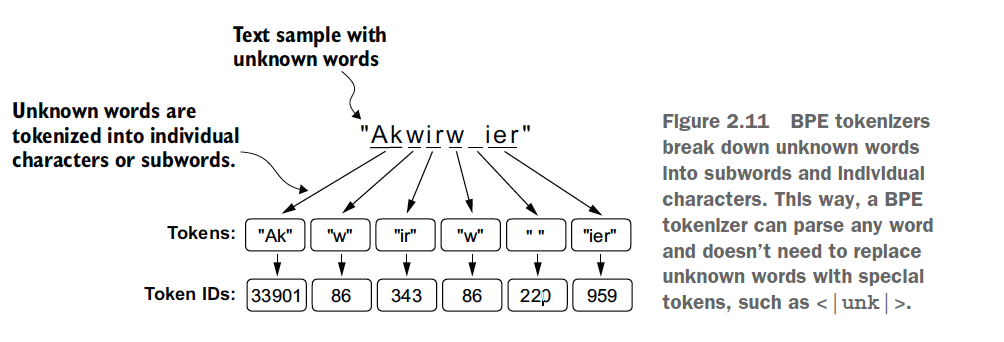 Text sample with
unknown words
Unknown words are
tokenized into individual
characters or subwords.
"Akwirw ier"
Tokens: "Ak" "w" "ir" "w" " " "ier"
Token IDs: 33901 86 343 86 220 959
Figure 2.11 BPE tokenizers
break down unknown words
into subwords and individual
characters. This way, a BPE
tokenizer can parse any word
and doesn't need to replace
unknown words with special
tokens, such as <|unk|>.